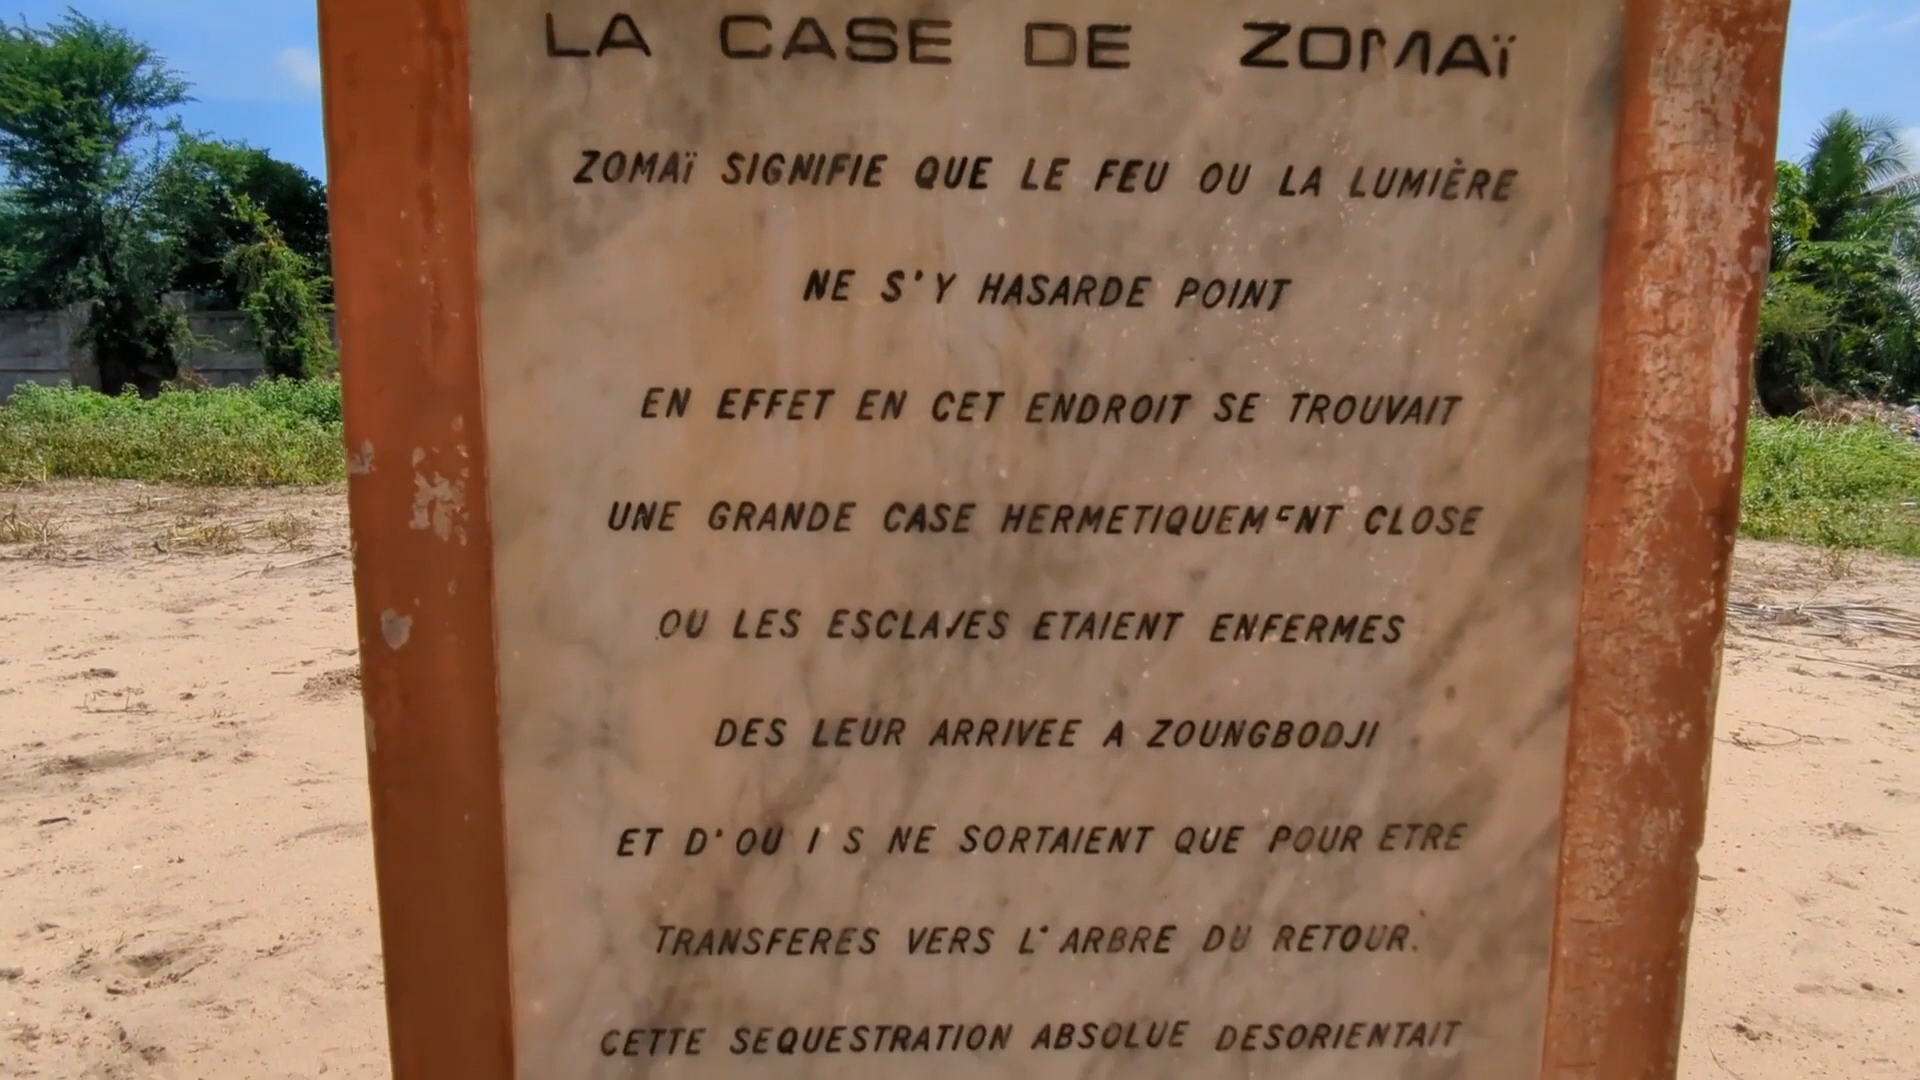 LA CASE DE ZOMAÏ
ZOMAÏ SIGNIFIE QUE LE FEU OU LA LUMIÈRE
NE S'Y HASARDE POINT
EN EFFET EN CET ENDROIT SE TROUVAIT
UNE GRANDE CASE HERMETIQUEMENT CLOSE
OU LES ESCLAVES ETAIENT ENFERMES
DES LEUR ARRIVEE A ZOUNGBODJI
ET D'OU I S NE SORTAIENT QUE POUR ETRE
TRANSFERES VERS L'ARBRE DU RETOUR.
CETTE SEQUESTRATION ABSOLUE DESORIENTAIT